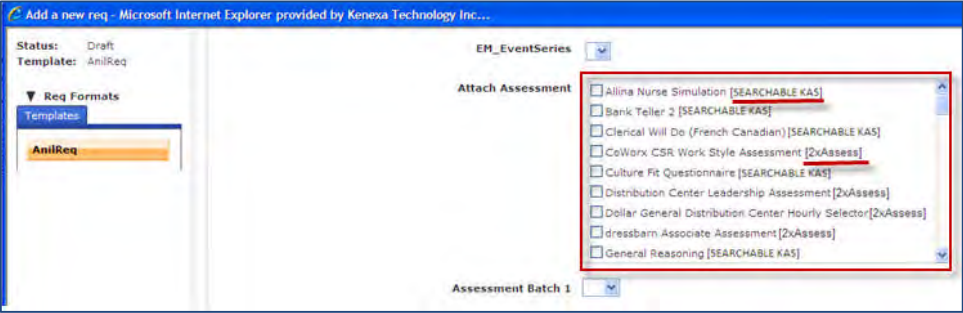 Add a new req - Microsoft Internet Explorer provided by Kenexa Technology Inc...
Status: Draft
Template: AnilReq
▼ Req Formats
Templates
AnilReq
EM_EventSeries
Attach Assessment
Allina Nurse Simulation [SEARCHABLE KAS]
Bank Teller 2 [SEARCHABLE KAS]
Clerical Will Do (French Canadian) [SEARCHABLE KAS]
CoWorx CSR Work Style Assessment [2xAssess]
Culture Fit Questionnaire [SEARCHABLE KAS]
Distribution Center Leadership Assessment [2xAssess]
Dollar General Distribution Center Hourly Selector[2xAssess]
dressbarn Associate Assessment [2xAssess]
General Reasoning [SEARCHABLE KAS]
Assessment Batch 1